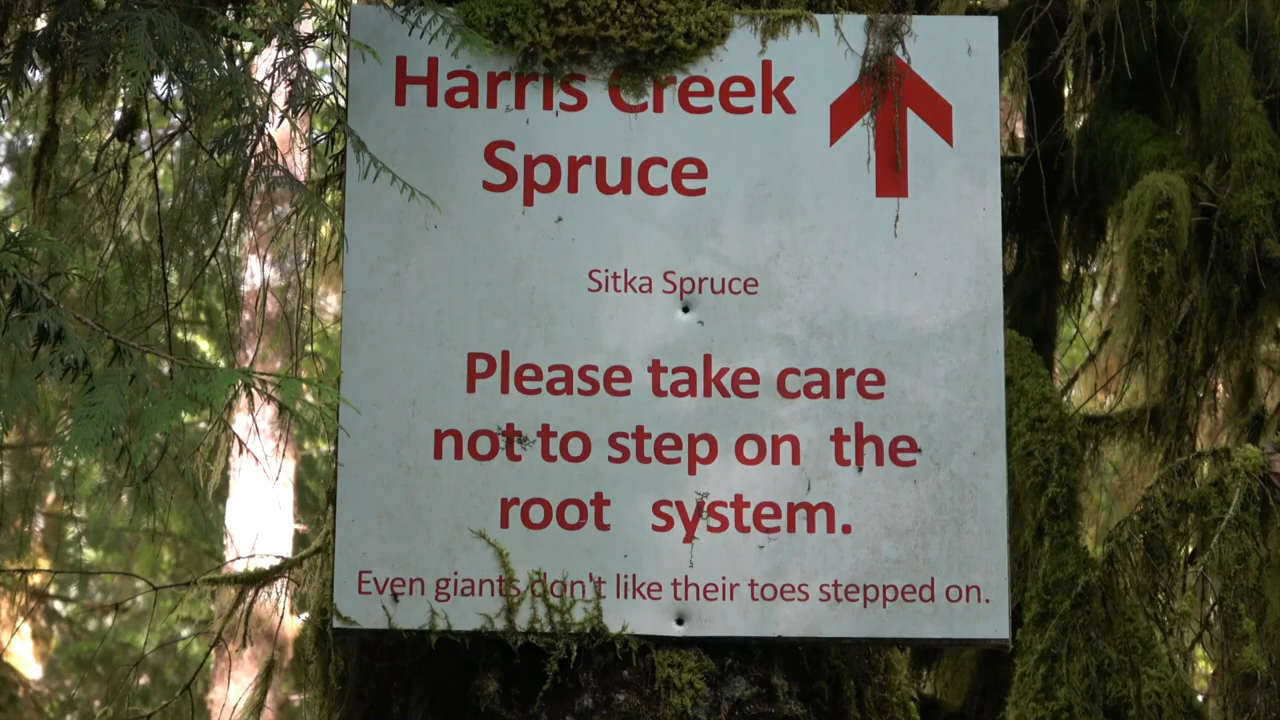 Harris Creek
Spruce
Sitka Spruce
Please take care
not to step on the
root system.
Even giants don't like their toes stepped on.